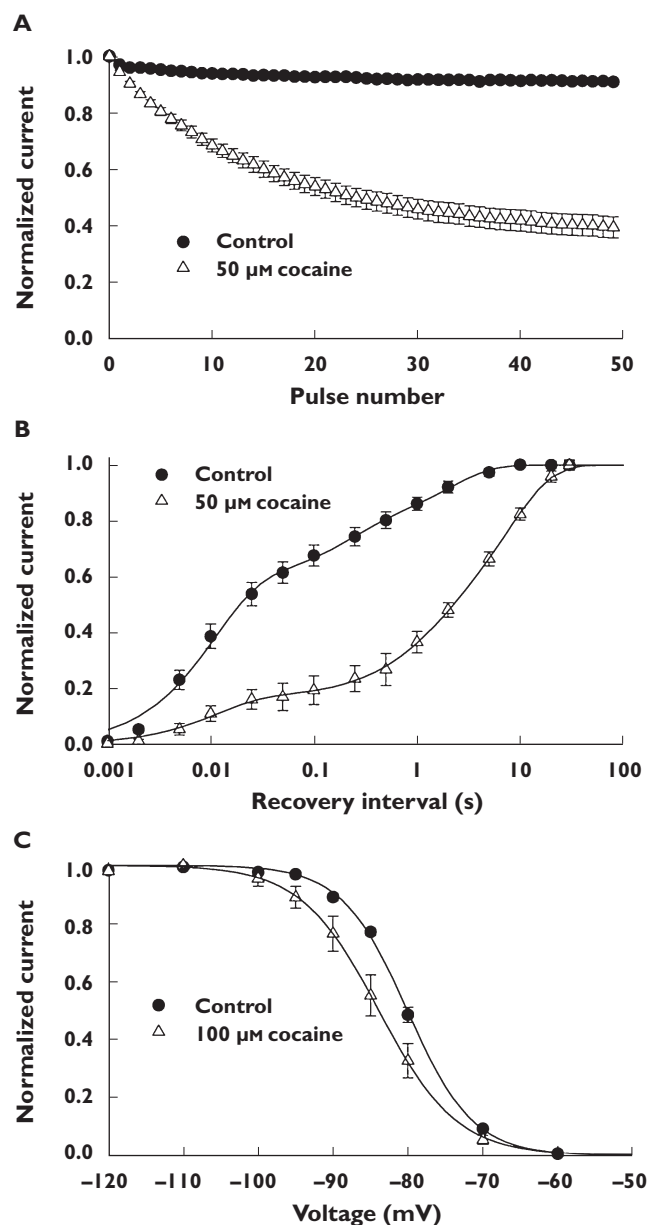 A
Normalized current
1.0
0.8
0.6
0.4
0.2
0.0
Control
50 µM cocaine
0 10 20 30 40 50
Pulse number
B
Normalized current
1.0
0.8
0.6
0.4
0.2
0.0
Control
50 µM cocaine
0.001 0.01 0.1 1 10 100
Recovery interval (s)
C
Normalized current
1.0
0.8
0.6
0.4
0.2
0.0
Control
100 µM cocaine
–120 –110 –100 –90 –80 –70 –60 –50
Voltage (mV)